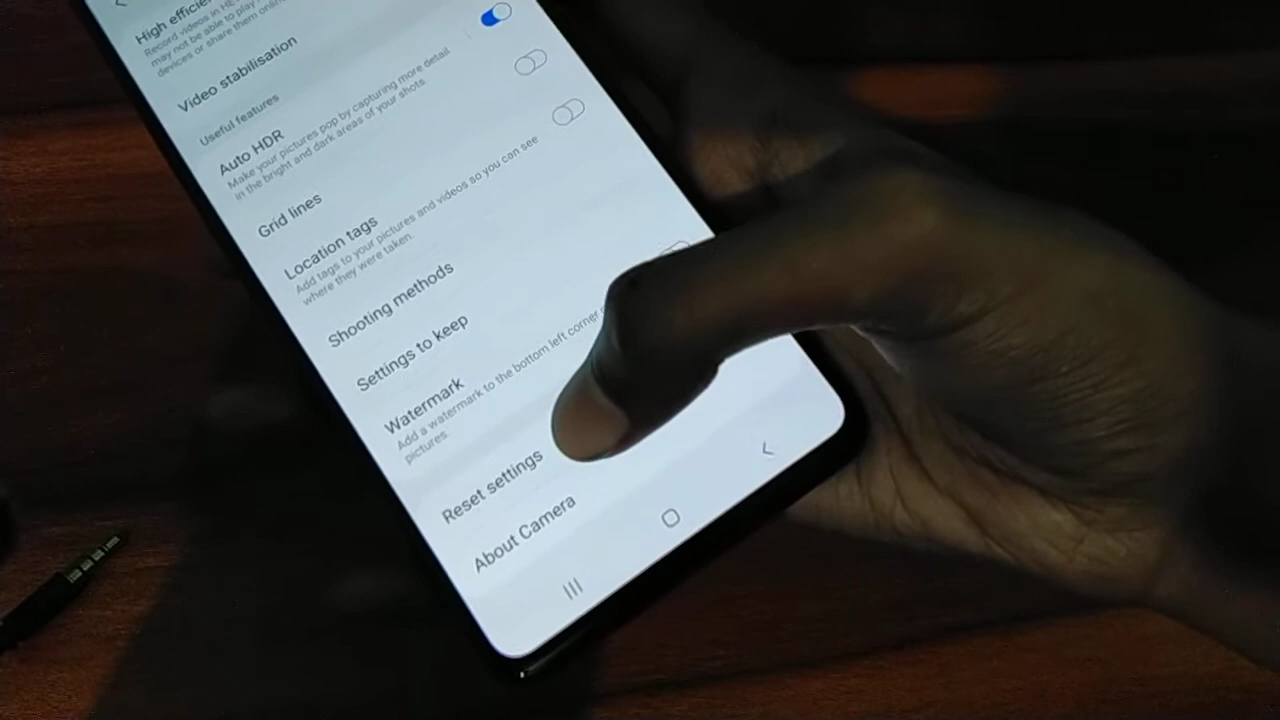 High efficie
Record videos in HE
may not be able to play
devices or share them online
Video stabilisation
Useful features
Auto HDR
Make your pictures pop by capturing more detail
in the bright and dark areas of your shots.
Grid lines
Location tags
Add tags to your pictures and videos so you can see
where they were taken.
Shooting methods
Settings to keep
Watermark
Add a watermark to the bottom left corner
pictures.
Reset settings
About Camera